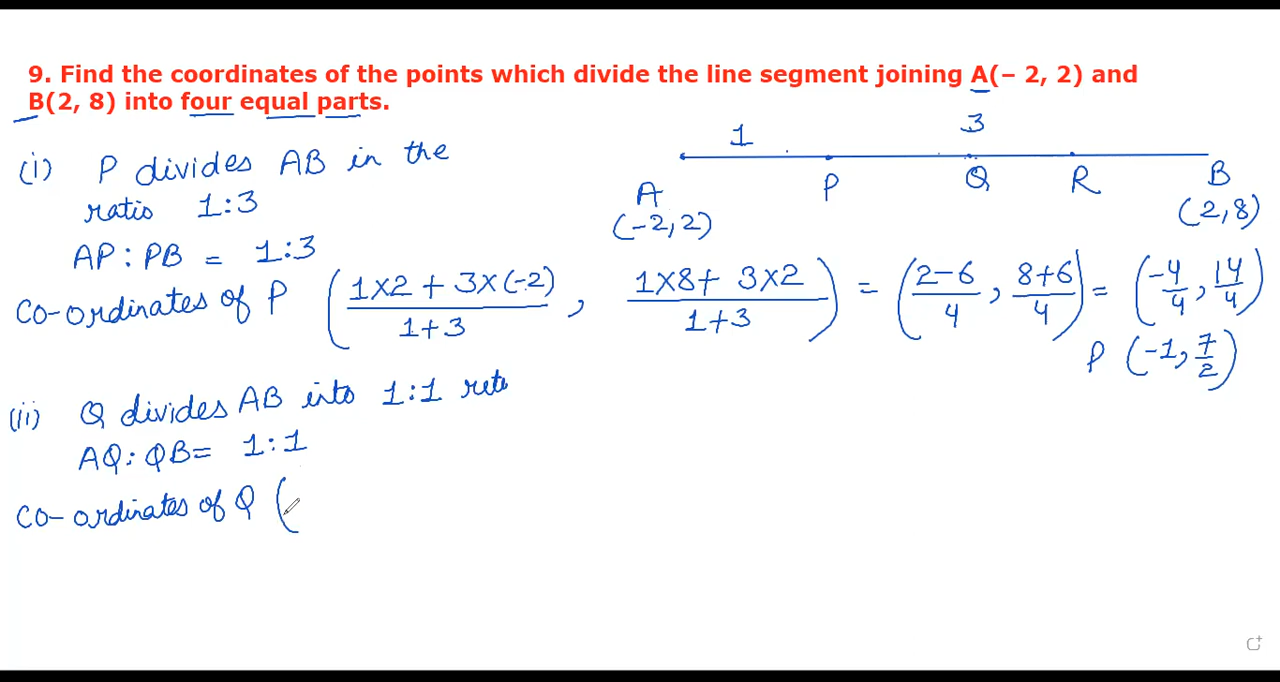 9. Find the coordinates of the points which divide the line segment joining A(– 2, 2) and
B(2, 8) into four equal parts.
(i) P divides AB in the
ratio 1:3
AP : PB = 1:3
1 3
P Q R
A B
(-2, 2) (2, 8)
Co-ordinates of P ( (1×2 + 3×(-2))/(1+3) , (1×8 + 3×2)/(1+3) ) = ( (2-6)/4 , (8+6)/4 ) = ( -4/4 , 14/4 )
P (-1, 7/2)
(ii) Q divides AB into 1:1
AQ : QB = 1:1
Co-ordinates of Q (